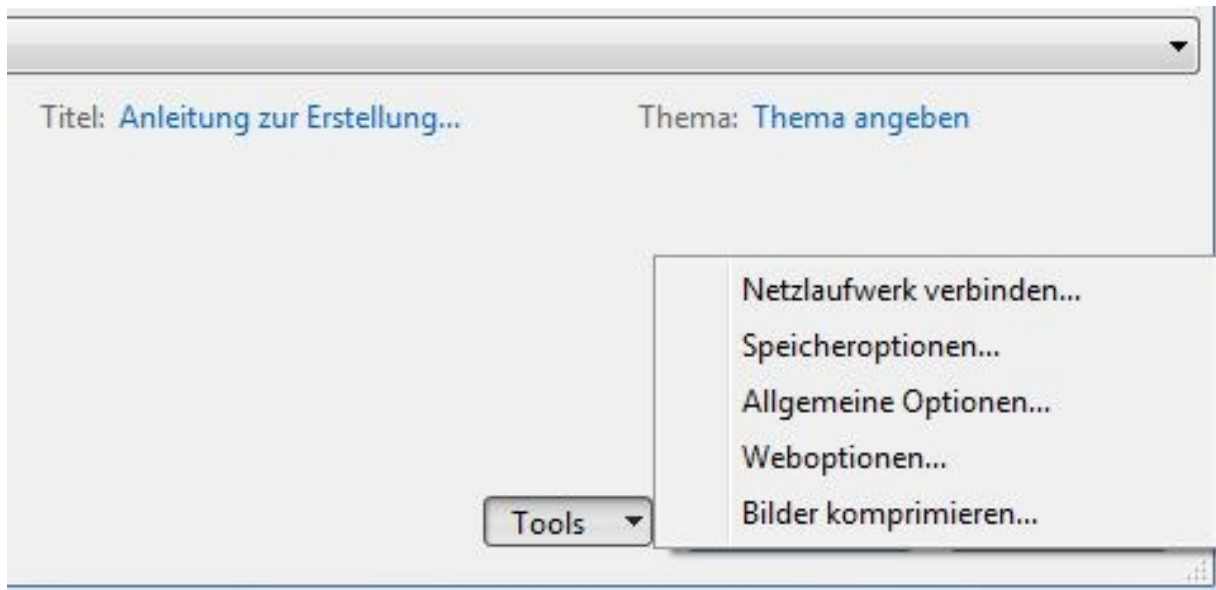 Titel: Anleitung zur Erstellung... Thema: Thema angeben
Netzlaufwerk verbinden...
Speicheroptionen...
Allgemeine Optionen...
Weboptionen...
Bilder komprimieren...
Tools